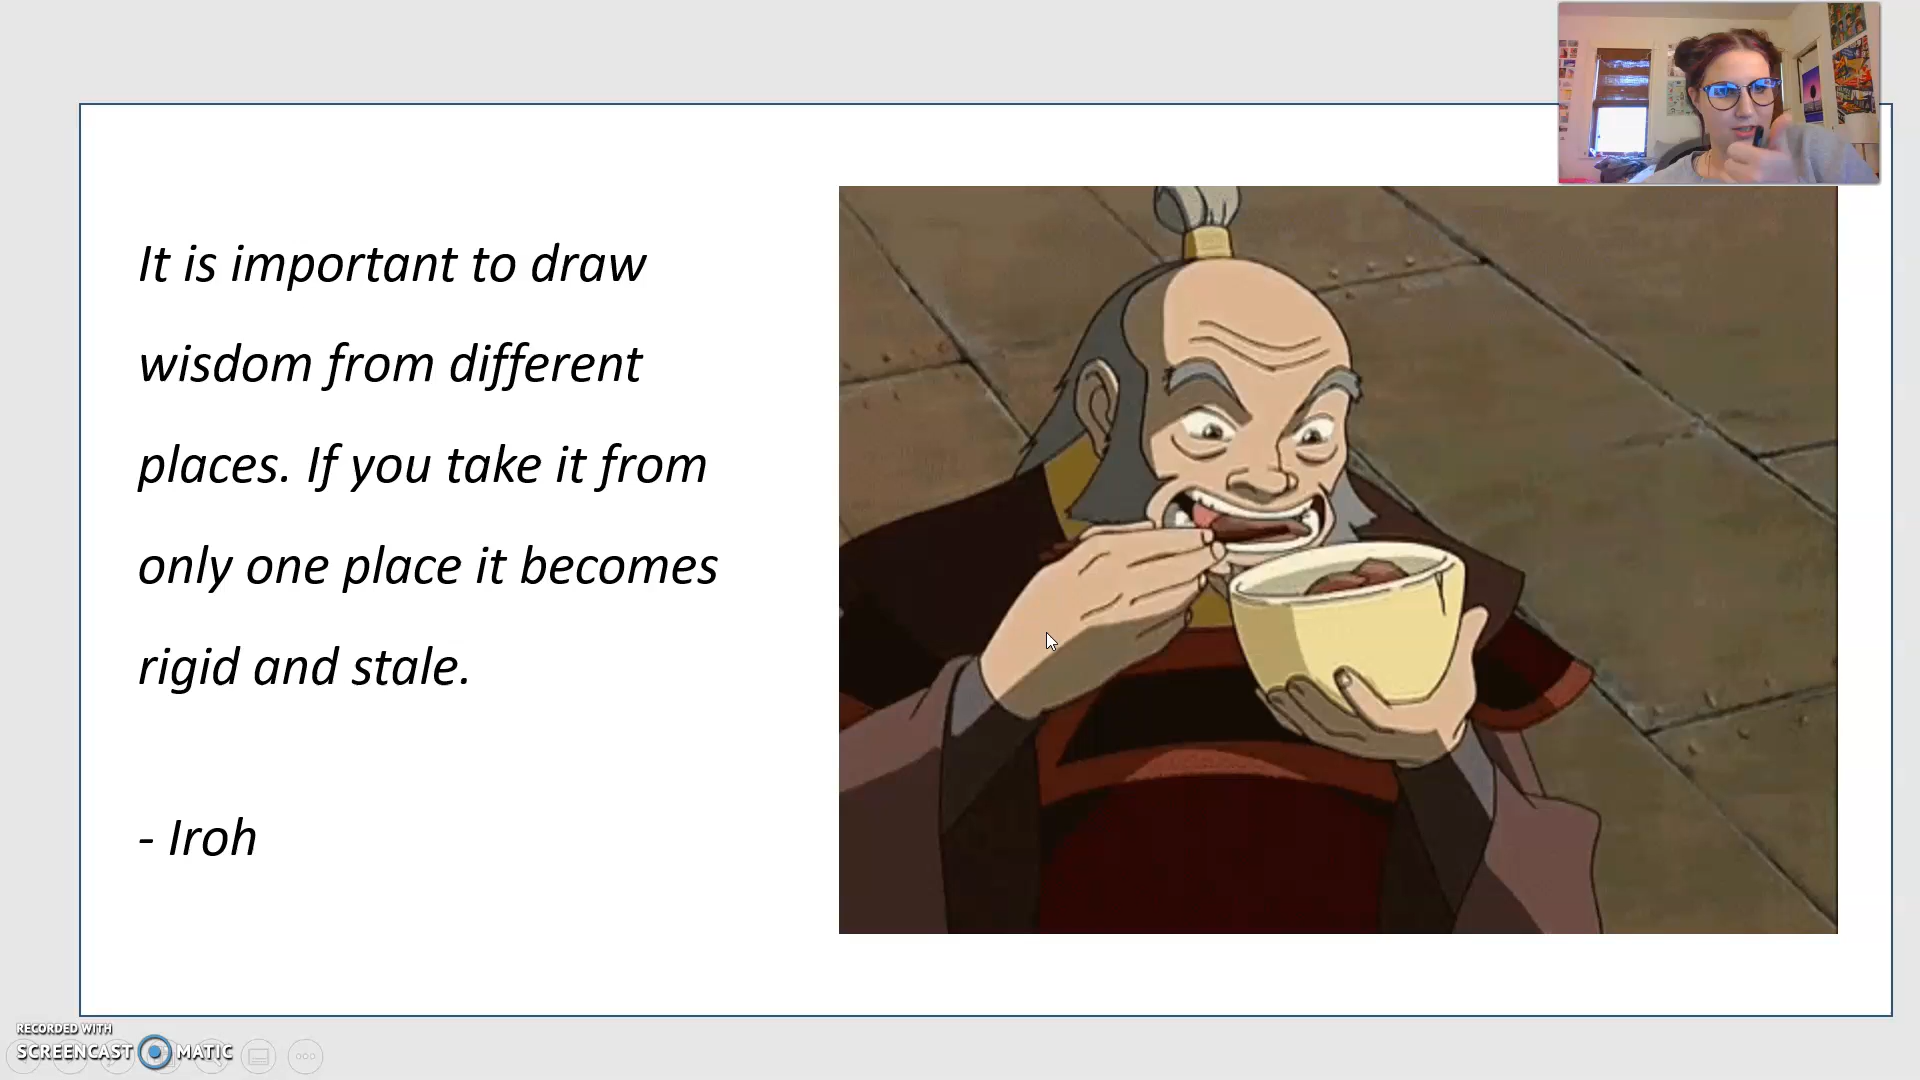 It is important to draw
wisdom from different
places. If you take it from
only one place it becomes
rigid and stale.
- Iroh
RECORDED WITH
SCREENCAST MATIC